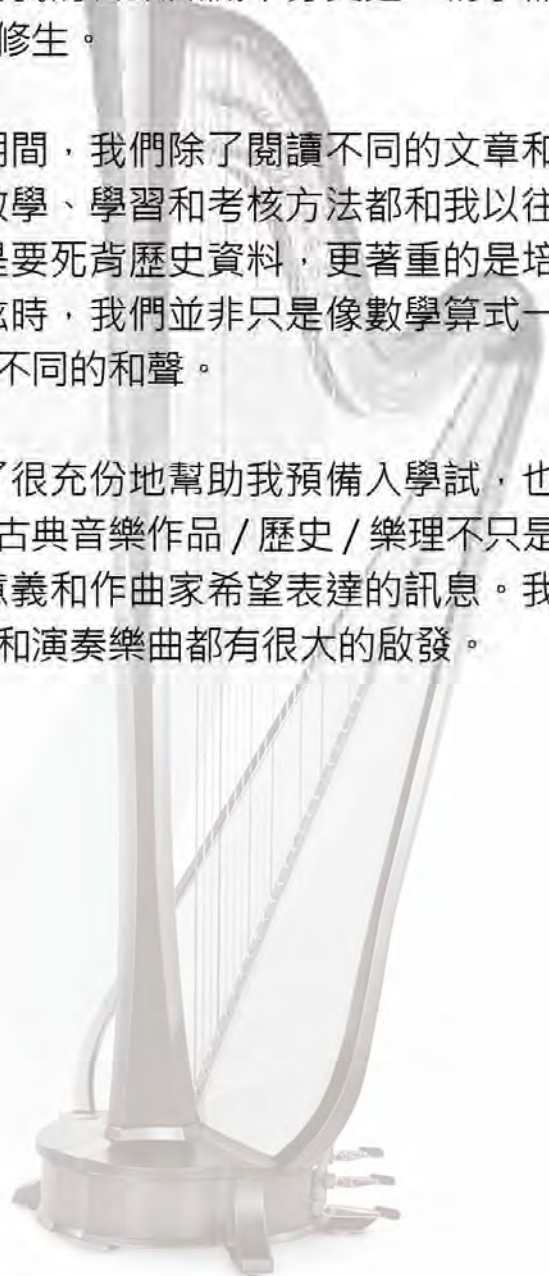 修生。
期間，我們除了閱讀不同的文章和
學、學習和考核方法都和我以往
是要死背歷史資料，更著重的是培
時，我們並非只是像數學算式一
不同的和聲。
了很充份地幫助我預備入學試，也
古典音樂作品 / 歷史 / 樂理不只是
意義和作曲家希望表達的訊息。我
和演奏樂曲都有很大的啟發。